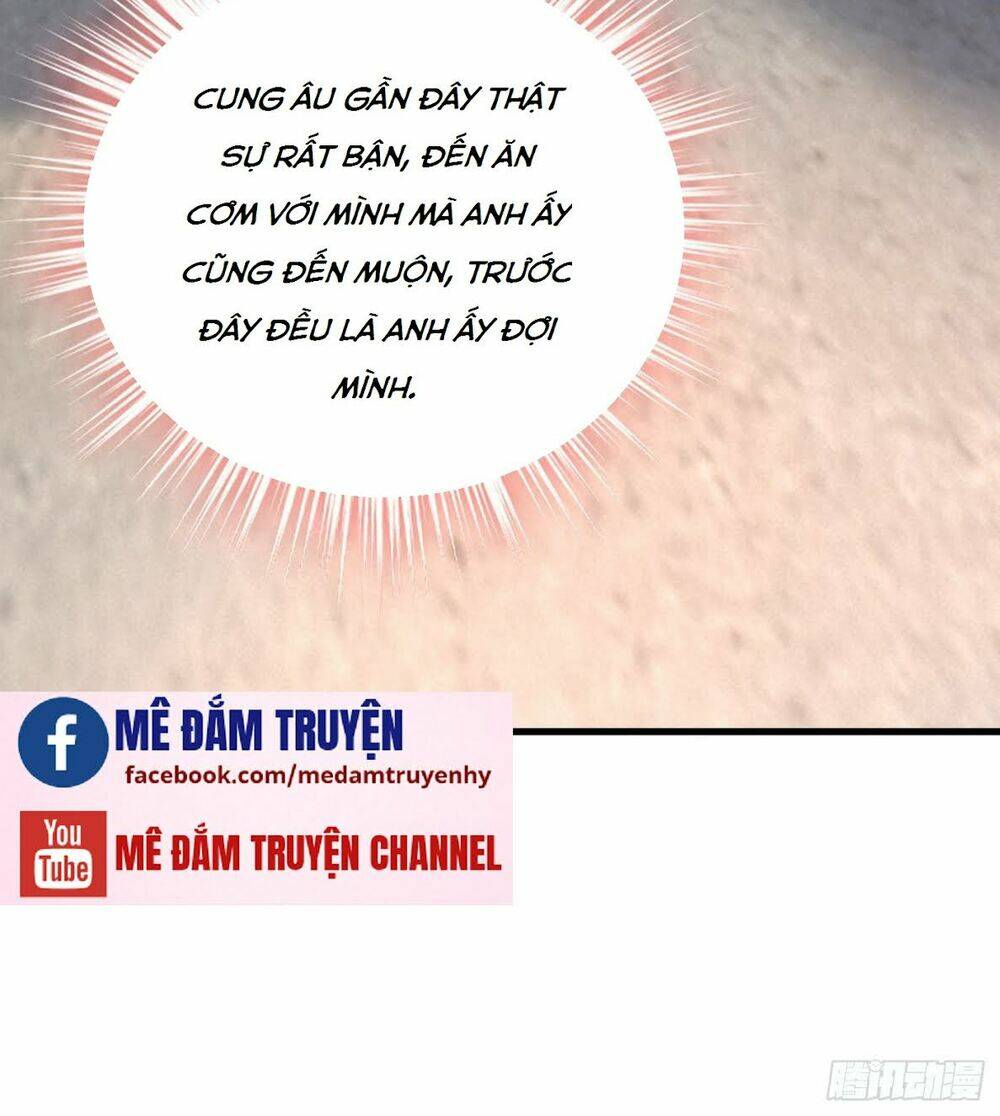 CUNG ÂU GẦN ĐÂY THẬT
SỰ RẤT BẬN, ĐẾN ĂN
CƠM VỚI MÌNH MÀ ANH ẤY
CŨNG ĐẾN MUỘN, TRƯỚC
ĐÂY ĐỀU LÀ ANH ẤY ĐỢI
MÌNH.
f MÊ ĐẮM TRUYỆN
facebook.com/medamtruyenhy
You
Tube
MÊ ĐẮM TRUYỆN CHANNEL
腾讯动漫